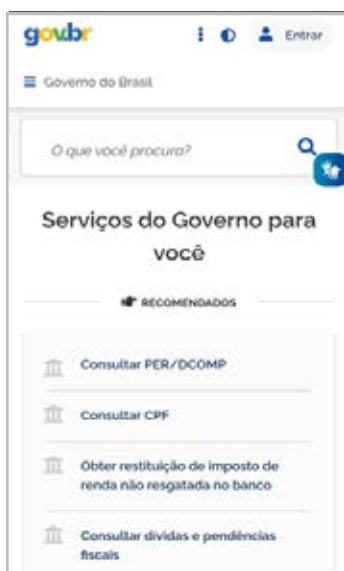 gov.br
Entrar
Governo do Brasil
O que você procura?
Serviços do Governo para
você
RECOMENDADOS
Consultar PER/DCOMP
Consultar CPF
Obter restituição de imposto de
renda não resgatada no banco
Consultar dívidas e pendências
fiscais